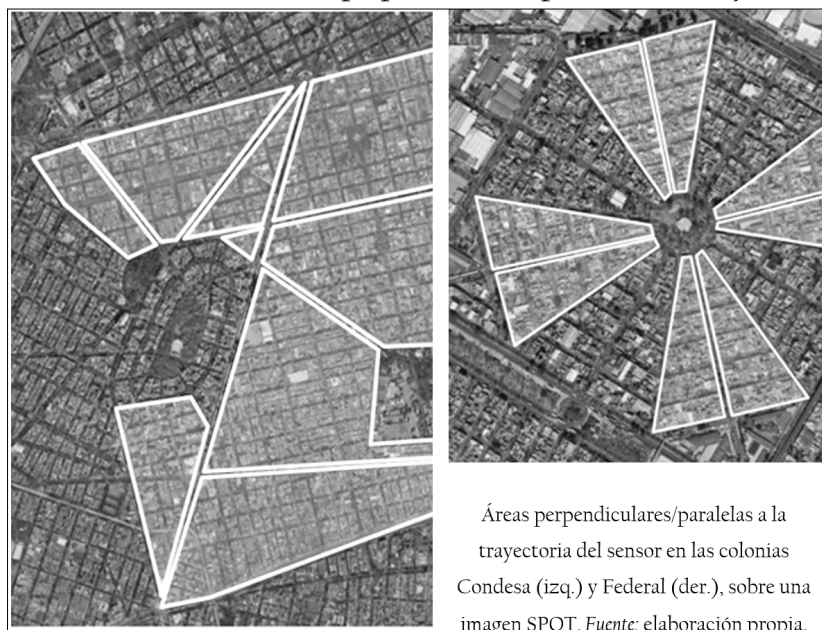 Áreas perpendiculares/paralelas a la
trayectoria del sensor en las colonias
Condesa (izq.) y Federal (der.), sobre una
imagen SPOT. Fuente: elaboración propia.